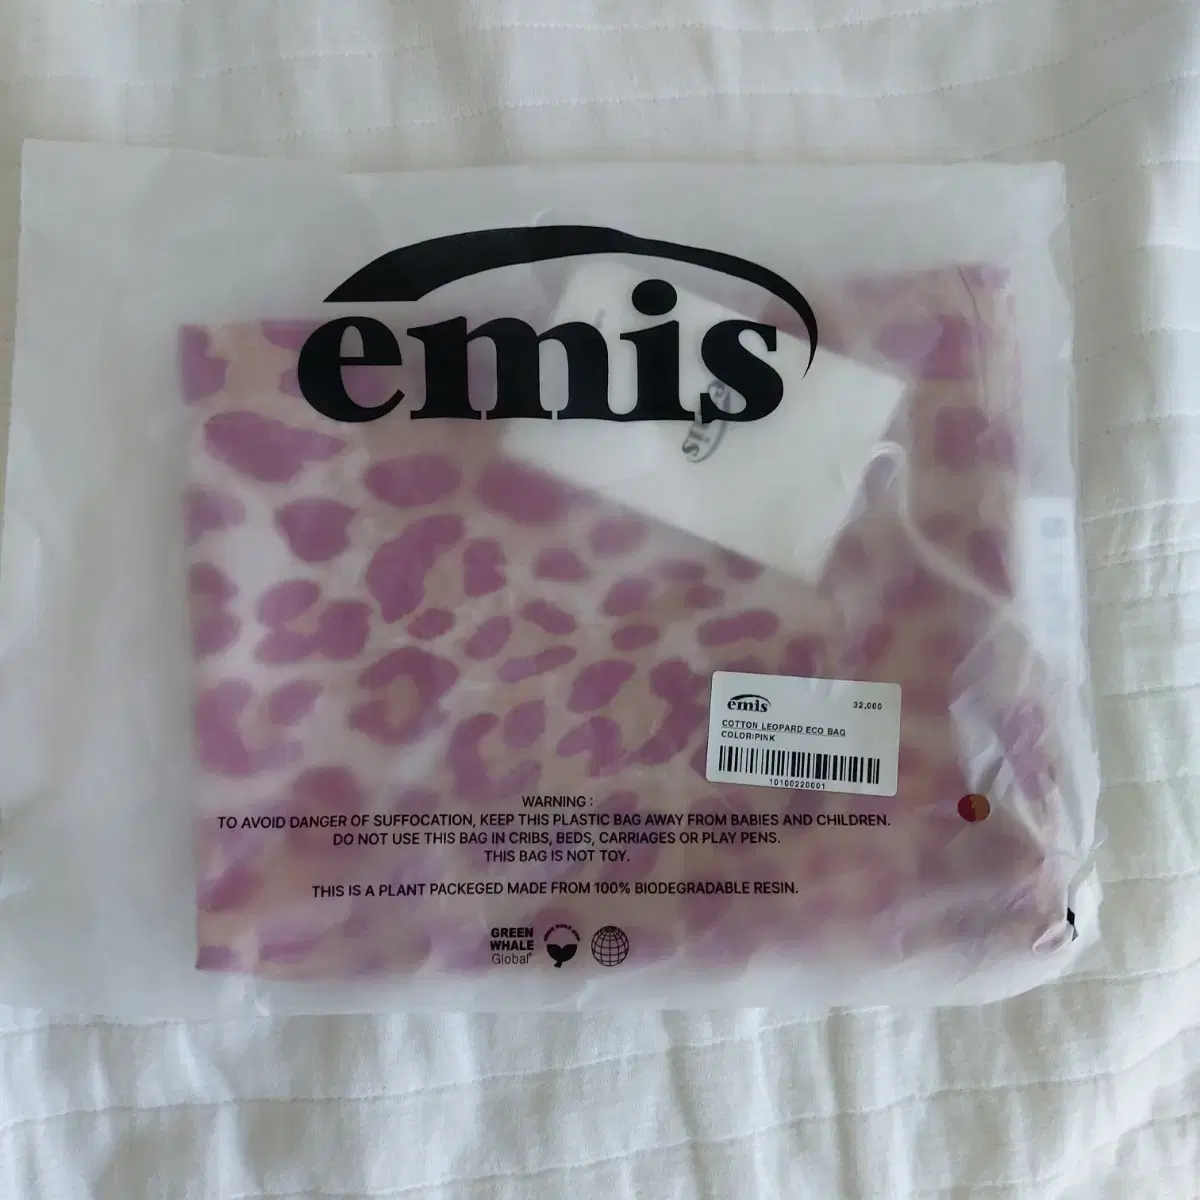 emis
emis
emis
32,000
COTTON LEOPARD ECO BAG
COLOR:PINK
10100220001
WARNING :
TO AVOID DANGER OF SUFFOCATION, KEEP THIS PLASTIC BAG AWAY FROM BABIES AND CHILDREN.
DO NOT USE THIS BAG IN CRIBS, BEDS, CARRIAGES OR PLAY PENS.
THIS BAG IS NOT TOY.
THIS IS A PLANT PACKEGED MADE FROM 100% BIODEGRADABLE RESIN.
GREEN
WHALE
Global